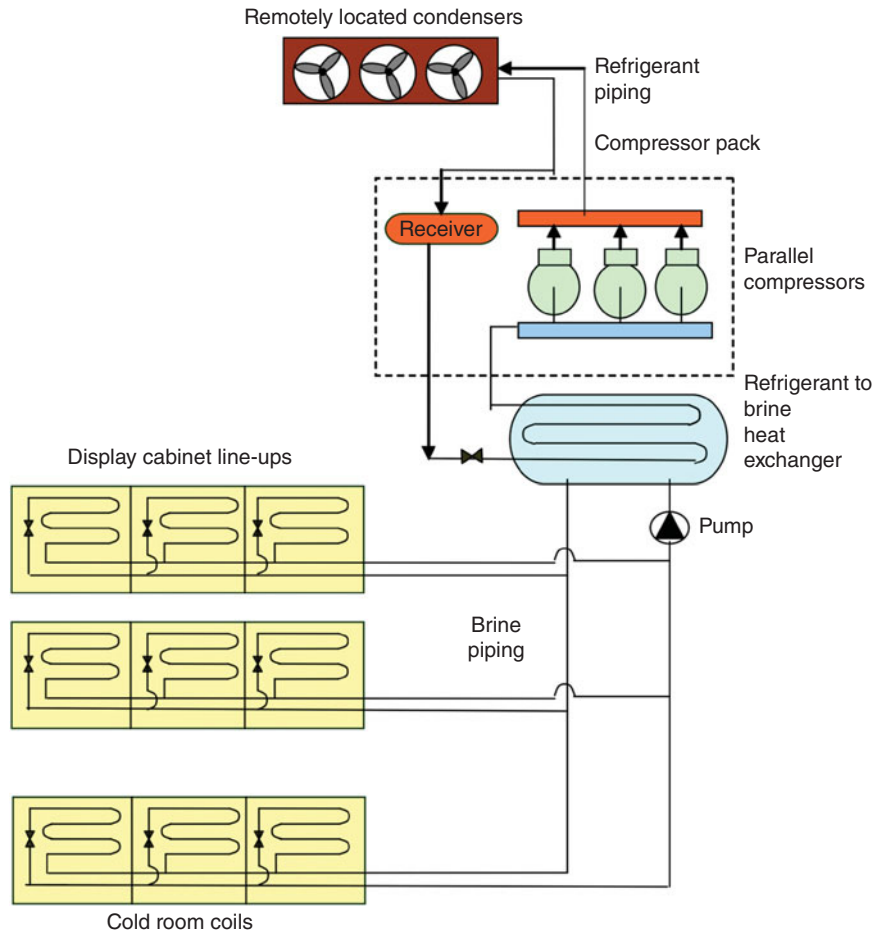 Remotely located condensers
Refrigerant
piping
Compressor pack
Receiver
Parallel
compressors
Refrigerant to
brine
heat
exchanger
Display cabinet line-ups
Pump
Brine
piping
Cold room coils